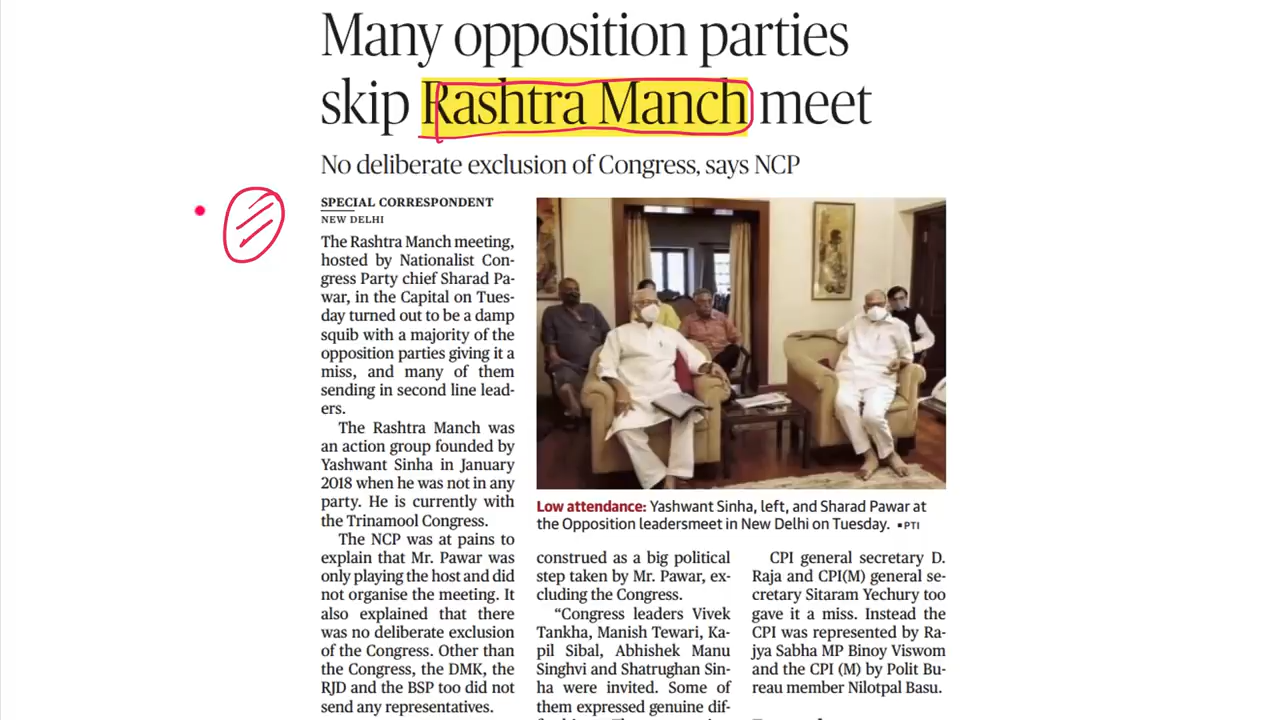 Many opposition parties
skip Rashtra Manch meet
No deliberate exclusion of Congress, says NCP
SPECIAL CORRESPONDENT
NEW DELHI
The Rashtra Manch meeting,
hosted by Nationalist Con-
gress Party chief Sharad Pa-
war, in the Capital on Tues-
day turned out to be a damp
squib with a majority of the
opposition parties giving it a
miss, and many of them
sending in second line lead-
ers.
The Rashtra Manch was
an action group founded by
Yashwant Sinha in January
2018 when he was not in any
party. He is currently with
the Trinamool Congress.
The NCP was at pains to
explain that Mr. Pawar was
only playing the host and did
not organise the meeting. It
also explained that there
was no deliberate exclusion
of the Congress. Other than
the Congress, the DMK, the
RJD and the BSP too did not
send any representatives.
Low attendance: Yashwant Sinha, left, and Sharad Pawar at
the Opposition leadersmeet in New Delhi on Tuesday. ▪PTI
construed as a big political
step taken by Mr. Pawar, ex-
cluding the Congress.
“Congress leaders Vivek
Tankha, Manish Tewari, Ka-
pil Sibal, Abhishek Manu
Singhvi and Shatrughan Sin-
ha were invited. Some of
them expressed genuine dif-
CPI general secretary D.
Raja and CPI(M) general se-
cretary Sitaram Yechury too
gave it a miss. Instead the
CPI was represented by Ra-
jya Sabha MP Binoy Viswom
and the CPI (M) by Polit Bu-
reau member Nilotpal Basu.